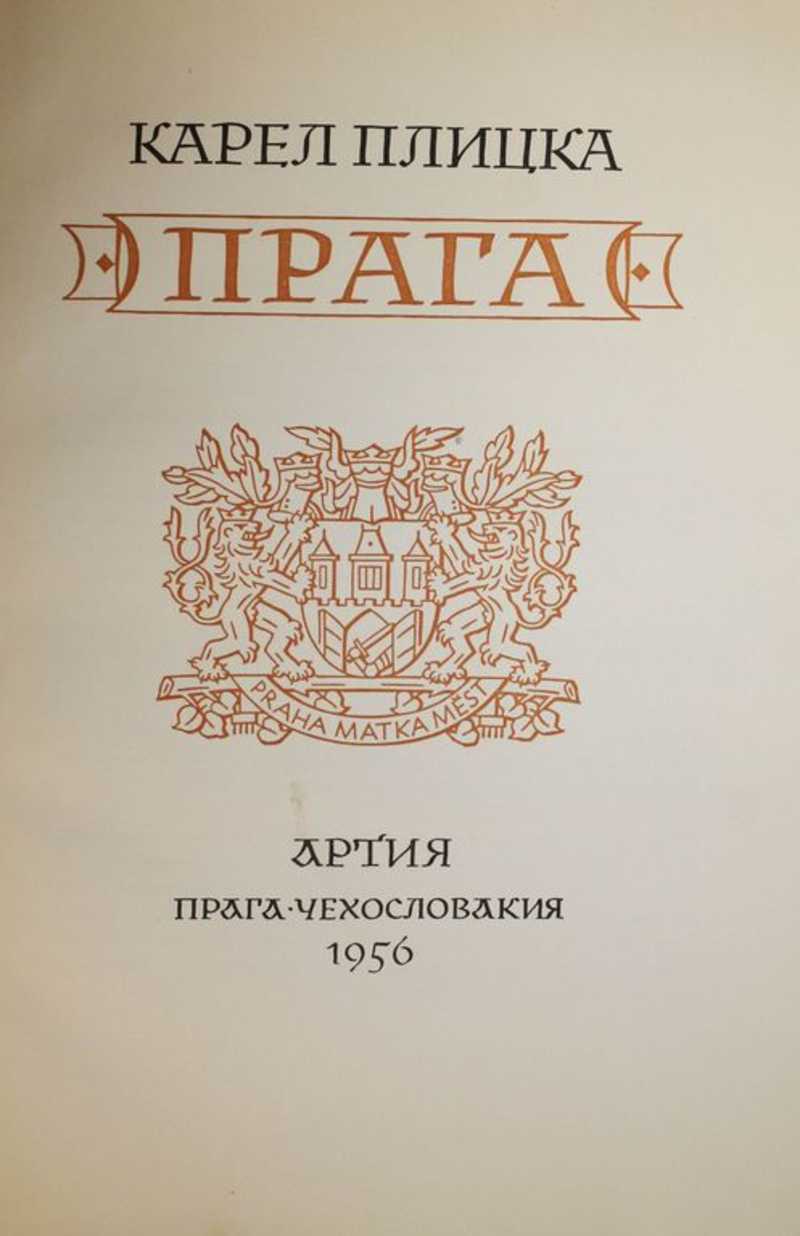 КАРЕЛ ПЛИЦКА
ПРАГА
PRAHA MATKA MĚST
АРТИЯ
ПРАГА·ЧЕХОСЛОВАКИЯ
1956